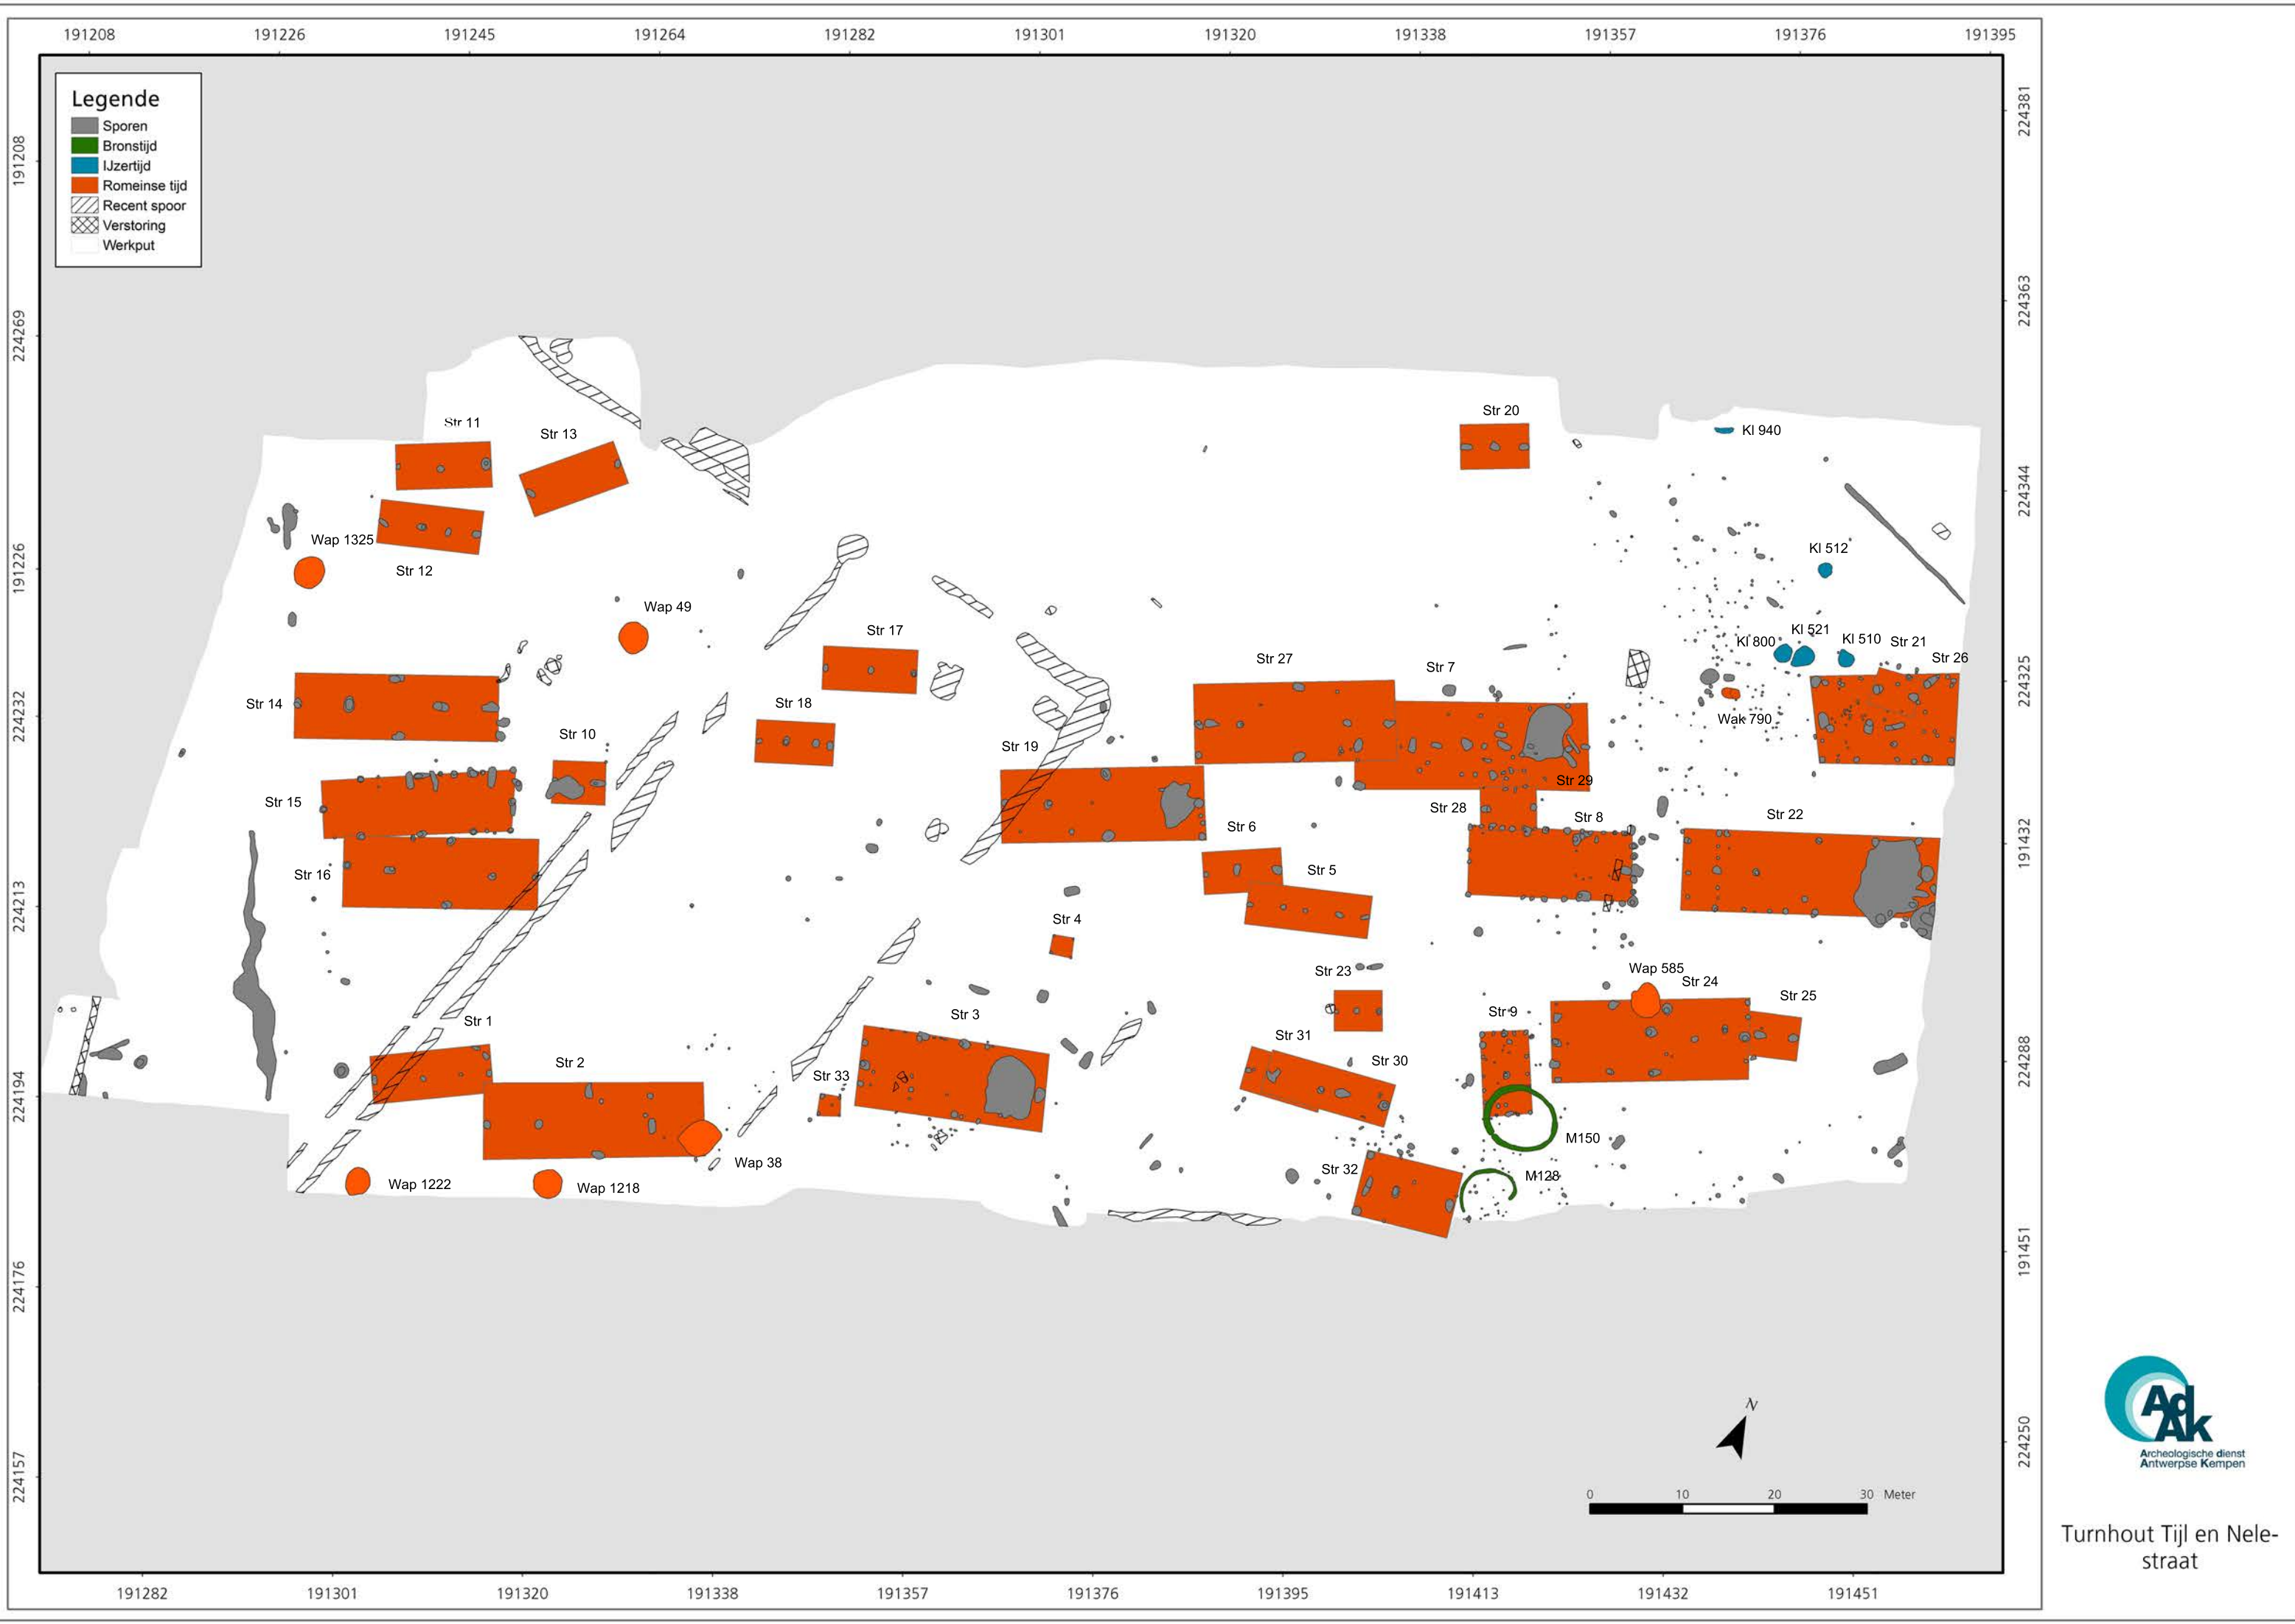 191208 191226 191245 191264 191282 191301 191320 191338 191357 191376 191395
Legende
Sporen
Bronstijd
IJzertijd
Romeinse tijd
Recent spoor
Verstoring
Werkput
191208
224269
191226
224232
224213
224194
224176
224157
224381
224363
224344
224325
191432
224288
191451
224250
Str 20
Str 11
Str 13
Kl 940
Wap 1325
Str 12
Kl 512
Wap 49
Str 17
Kl 800
Kl 521
Kl 510
Str 21
Str 26
Str 27
Str 7
Str 14
Str 18
Wak 790
Str 10
Str 19
Str 29
Str 15
Str 28
Str 8
Str 22
Str 6
Str 16
Str 5
Str 4
Str 23
Wap 585
Str 24
Str 25
Str 1
Str 3
Str 9
Str 2
Str 31
Str 30
Str 33
M150
Wap 38
Str 32
M128
Wap 1222
Wap 1218
N
0 10 20 30 Meter
191282 191301 191320 191338 191357 191376 191395 191413 191432 191451
AdAk
Archeologische dienst
Antwerpse Kempen
Turnhout Tijl en Nele-
straat